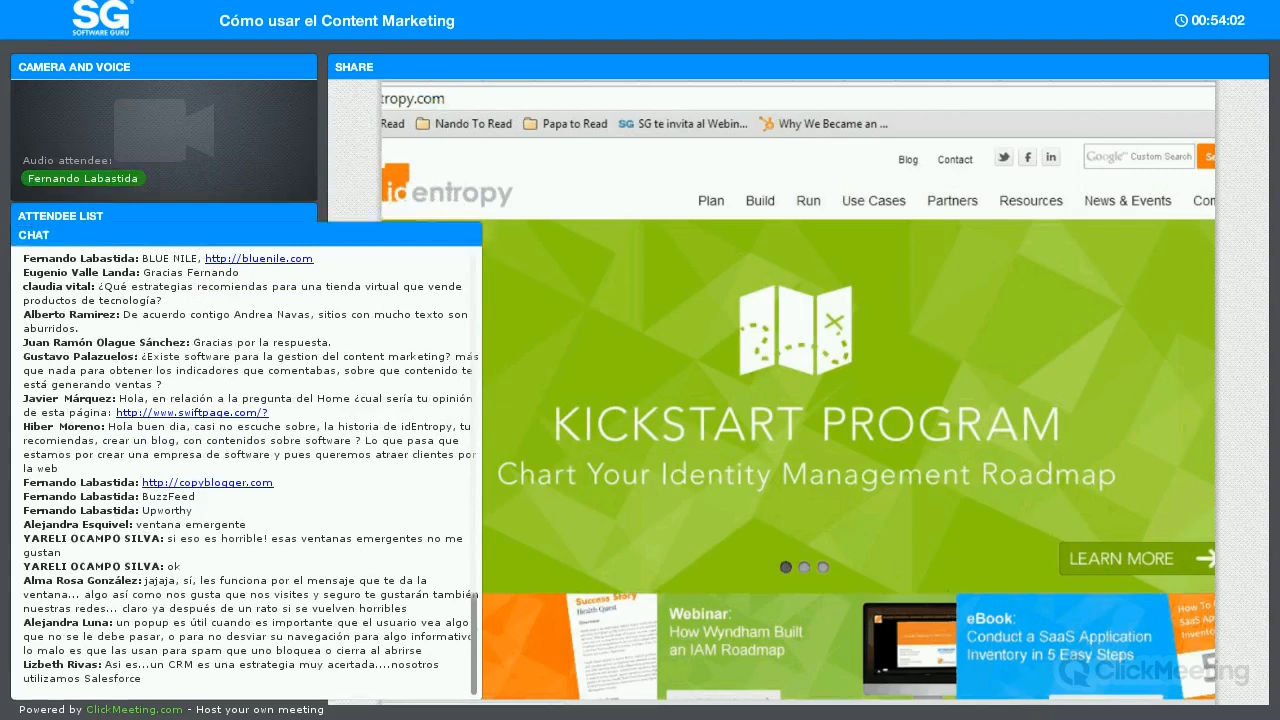 SG
SOFTWARE GURU
Cómo usar el Content Marketing
00:54:02
CAMERA AND VOICE
Audio attendee:
Fernando Labastida
ATTENDEE LIST
CHAT
Fernando Labastida: BLUE NILE, http://bluenile.com
Eugenio Valle Landa: Gracias Fernando
claudia vital: ¿Qué estrategias recomiendas para una tienda virtual que vende
productos de tecnología?
Alberto Ramirez: De acuerdo contigo Andrea Navas, sitios con mucho texto son
aburridos.
Juan Ramón Olague Sánchez: Gracias por la respuesta.
Gustavo Palazuelos: ¿Existe software para la gestion del content marketing? mas
que nada para obtener los indicadores que comentabas, sobre que contenido te
está generando ventas ?
Javier Márquez: Hola, en relación a la pregunta del Home ¿cual sería tu opinón
de esta página: http://www.swiftpage.com/?
Hiber Moreno: Hola buen dia, casi no escuche sobre, la historia de idEntropy, tu
recomiendas, crear un blog, con contenidos sobre software ? Lo que pasa que
estamos por crear una empresa de software y pues queremos atraer clientes por
la web
Fernando Labastida: http://copyblogger.com
Fernando Labastida: BuzzFeed
Fernando Labastida: Upworthy
Alejandra Esquivel: ventana emergente
YARELI OCAMPO SILVA: si eso es horrible! esas ventanas emergentes no me
gustan
YARELI OCAMPO SILVA: ok
Alma Rosa González: jajaja, sí, les funciona por el mensaje que te da la
ventana... algo así como nos gusta que nos visites y seguro te gustarán también
nuestras redes... claro ya después de un rato si se vuelven horribles
Alejandra Luna: un popup es útil cuando es importante que el usuario vea algo
que no se le debe pasar, o para no desviar su navegación para algo informativo
lo malo es que las usan de spam que uno bloquea o cierra al abrirse
Lizbeth Rivas: Asi es...un CRM es una estrategia muy acertada....nosotros
utilizamos Salesforce
Powered by ClickMeeting.com - Host your own meeting
SHARE
tropy.com
Read
Nando To Read
Papa to Read
SG SG te invita al Webin...
Why We Became an ...
identropy
Blog
Contact
Google Custom Search
Se
Plan
Build
Run
Use Cases
Partners
Resources
News & Events
KICKSTART PROGRAM
Chart Your Identity Management Roadmap
LEARN MORE
Success Story
Health Quest
Webinar:
How Wyndham Built
an IAM Roadmap
eBook:
Conduct a SaaS Application
Inventory in 5 Easy Steps
ClickMeeting